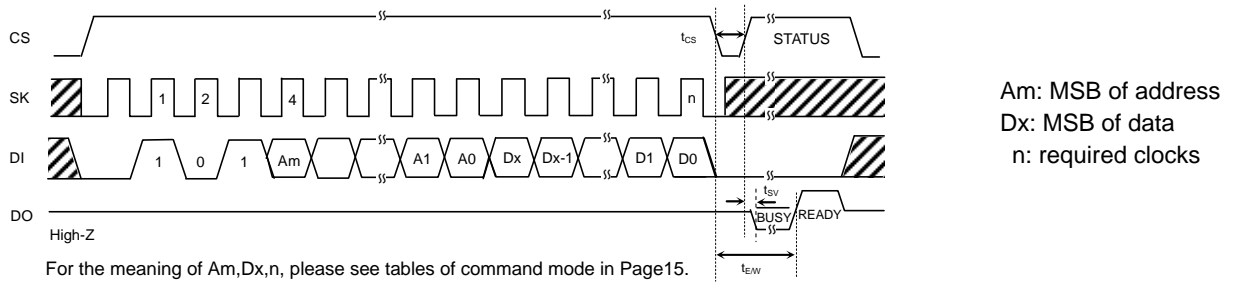 CS
tCS
STATUS
SK
1 2 4 n
DI
1 0 1 Am A1 A0 Dx Dx-1 D1 D0
tSV
DO
BUSY READY
High-Z
tE/W
For the meaning of Am,Dx,n, please see tables of command mode in Page15.
Am: MSB of address
Dx: MSB of data
n: required clocks